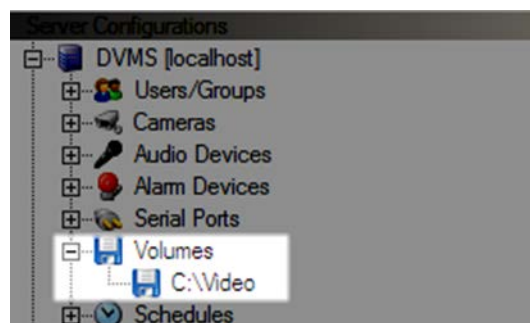 Server Configurations
DVMS [localhost]
Users/Groups
Cameras
Audio Devices
Alarm Devices
Serial Ports
Volumes
C:\Video
Schedules